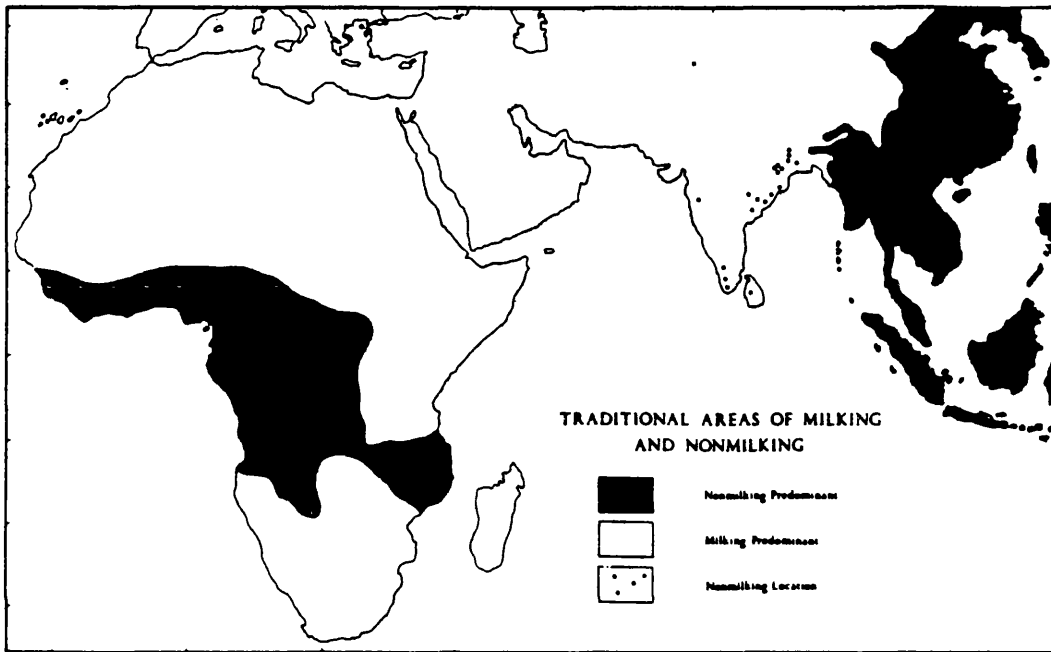 TRADITIONAL AREAS OF MILKING
AND NONMILKING
Nonmilking Predominant
Milking Predominant
Nonmilking Location